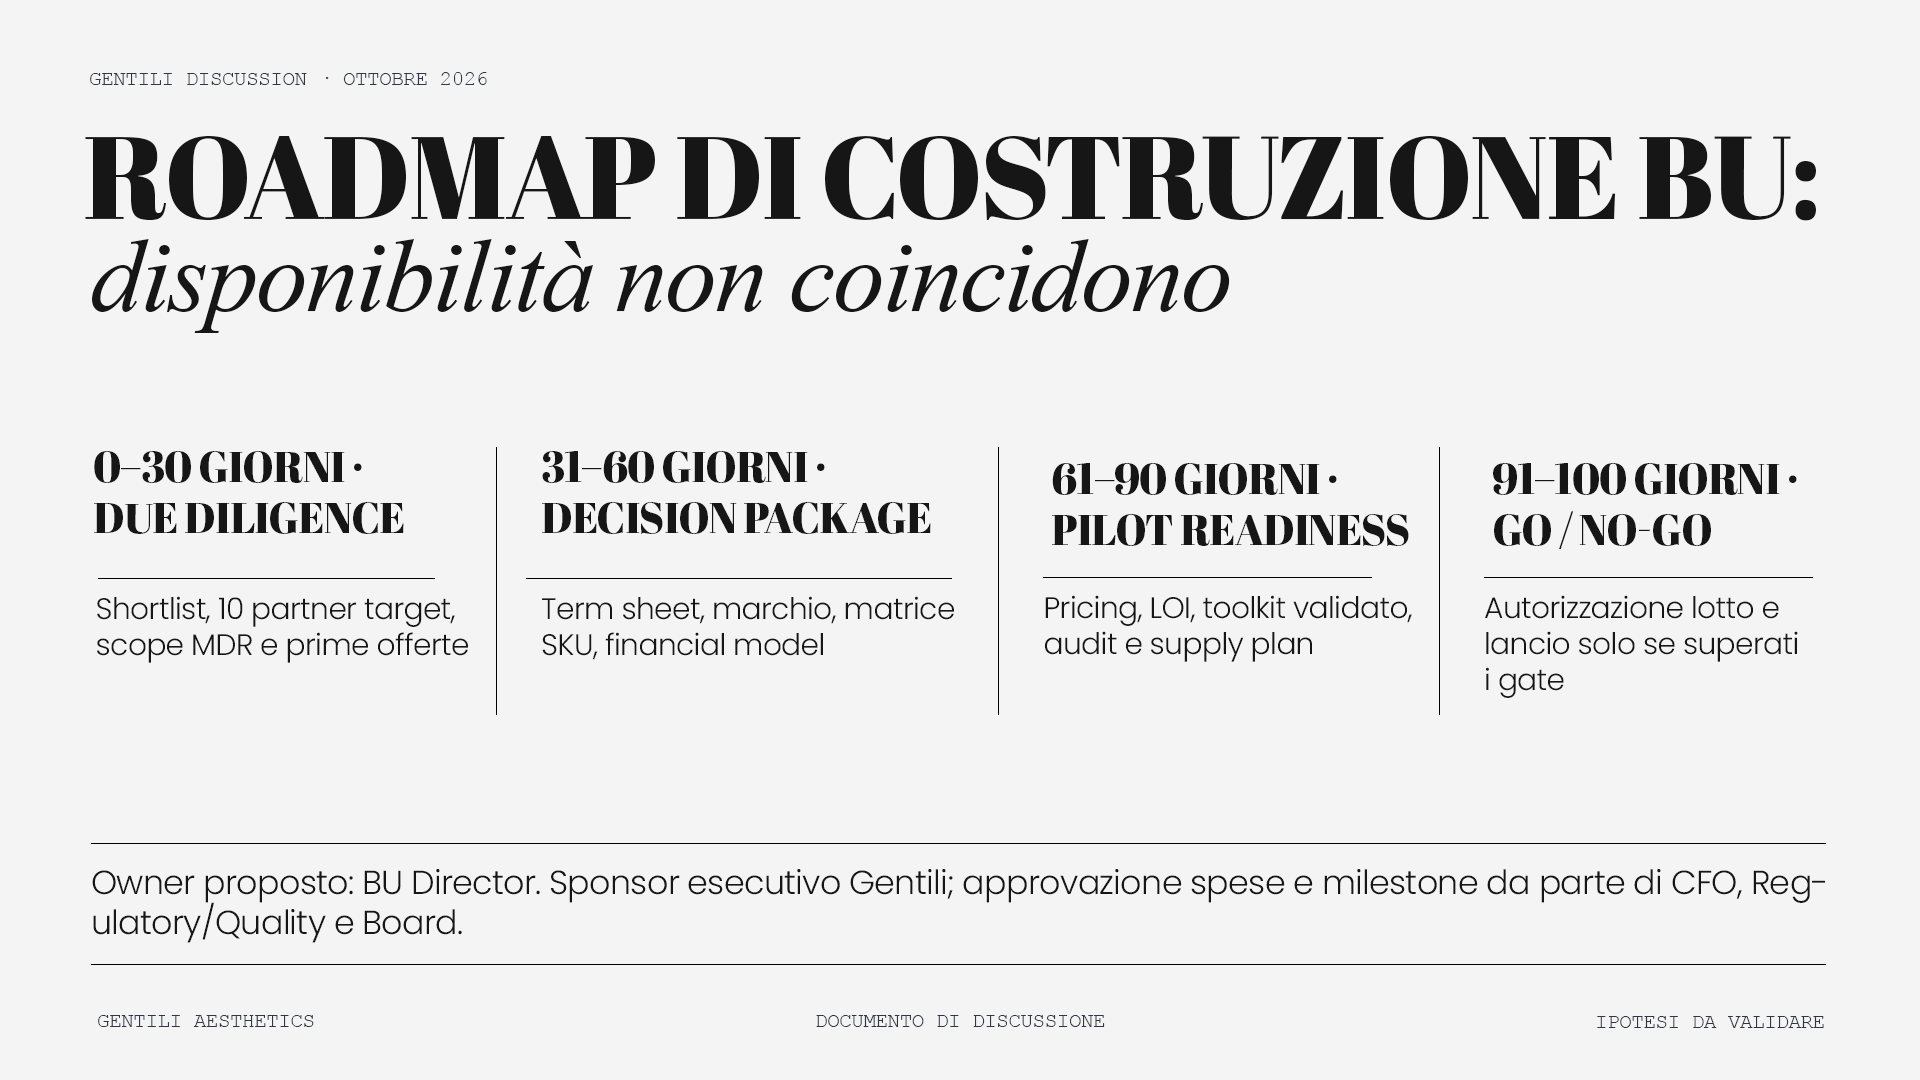 GENTILI DISCUSSION · OTTOBRE 2026
ROADMAP DI COSTRUZIONE BU:
disponibilità non coincidono
0–30 GIORNI ·
DUE DILIGENCE
Shortlist, 10 partner target,
scope MDR e prime offerte
31–60 GIORNI ·
DECISION PACKAGE
Term sheet, marchio, matrice
SKU, financial model
61–90 GIORNI ·
PILOT READINESS
Pricing, LOI, toolkit validato,
audit e supply plan
91–100 GIORNI ·
GO / NO-GO
Autorizzazione lotto e
lancio solo se superati
i gate
Owner proposto: BU Director. Sponsor esecutivo Gentili; approvazione spese e milestone da parte di CFO, Reg-
ulatory/Quality e Board.
GENTILI AESTHETICS
DOCUMENTO DI DISCUSSIONE
IPOTESI DA VALIDARE